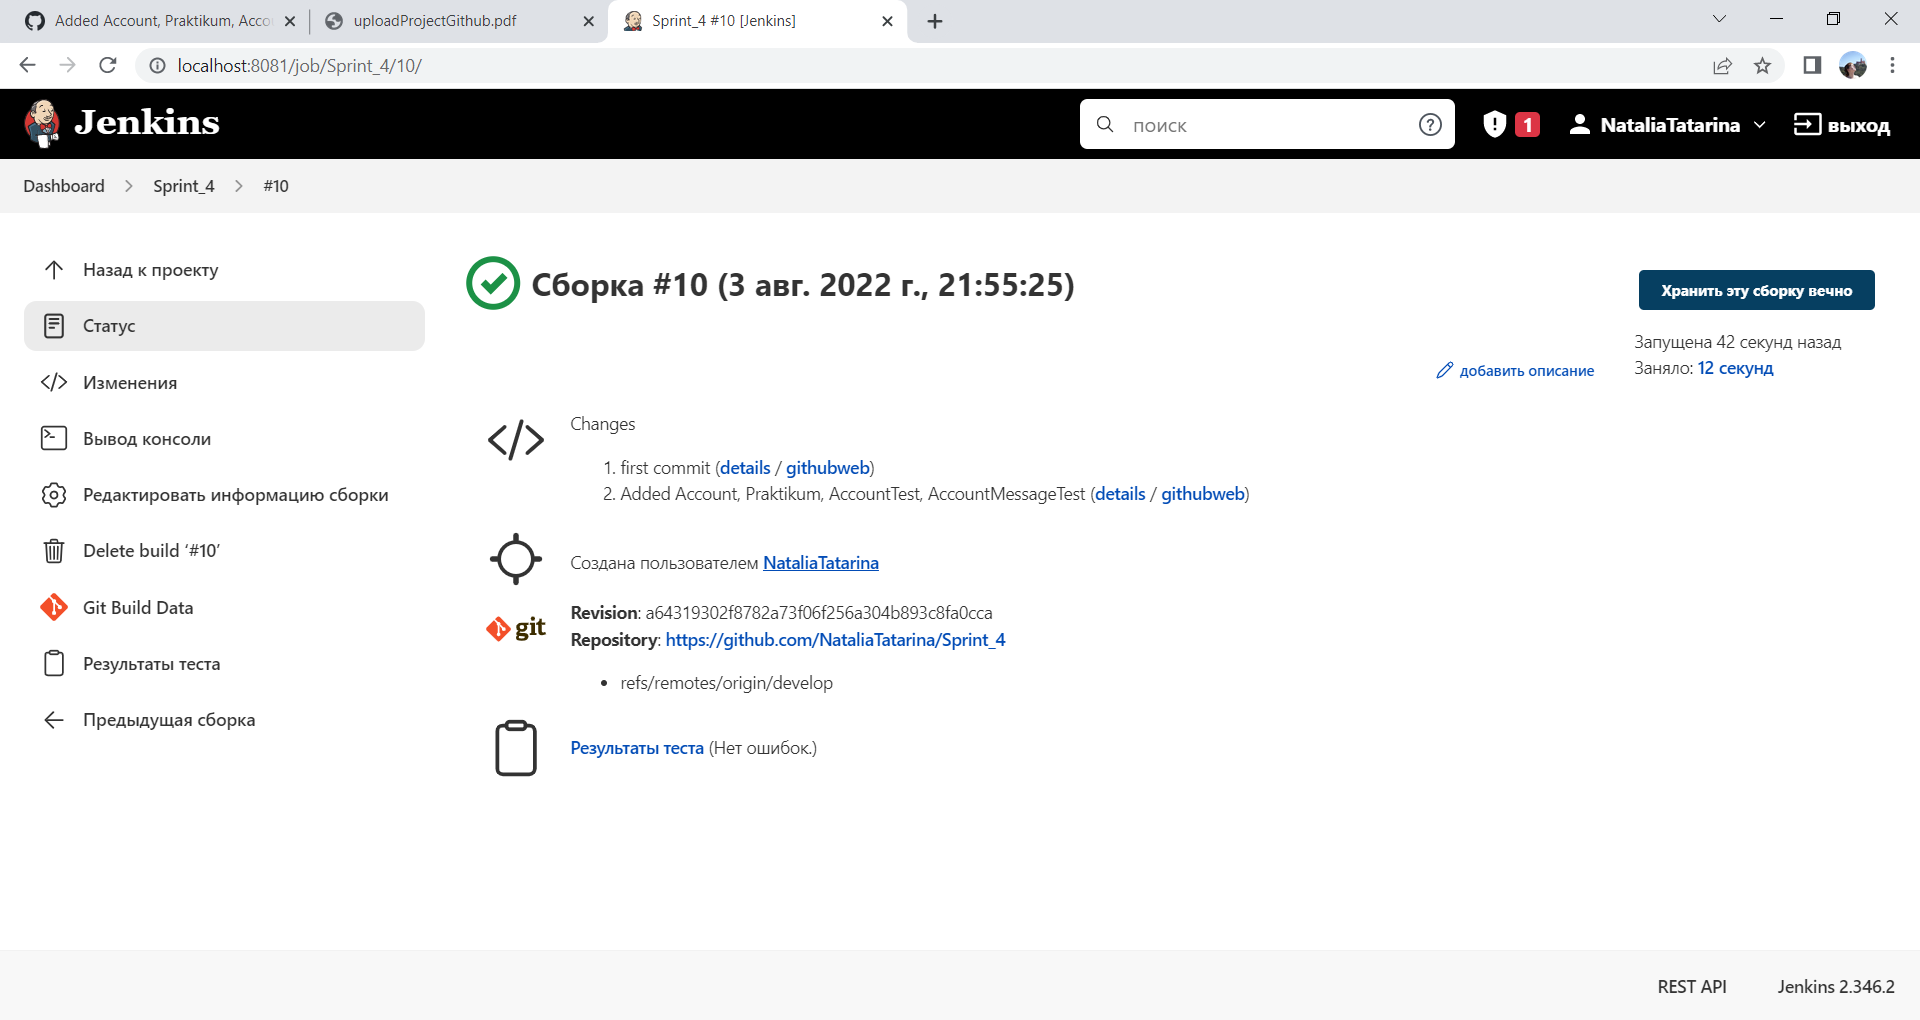 Added Account, Praktikum, Acco
uploadProjectGithub.pdf
Sprint_4 #10 [Jenkins]
localhost:8081/job/Sprint_4/10/
Jenkins
поиск
1
NataliaTatarina
выход
Dashboard
Sprint_4
#10
Назад к проекту
Статус
Изменения
Вывод консоли
Редактировать информацию сборки
Delete build ‘#10’
Git Build Data
Результаты теста
Предыдущая сборка
Сборка #10 (3 авг. 2022 г., 21:55:25)
Хранить эту сборку вечно
Запущена 42 секунд назад
Заняло: 12 секунд
добавить описание
Changes
1. first commit (details / githubweb)
2. Added Account, Praktikum, AccountTest, AccountMessageTest (details / githubweb)
Создана пользователем NataliaTatarina
git
Revision: a64319302f8782a73f06f256a304b893c8fa0cca
Repository: https://github.com/NataliaTatarina/Sprint_4
• refs/remotes/origin/develop
Результаты теста (Нет ошибок.)
REST API
Jenkins 2.346.2